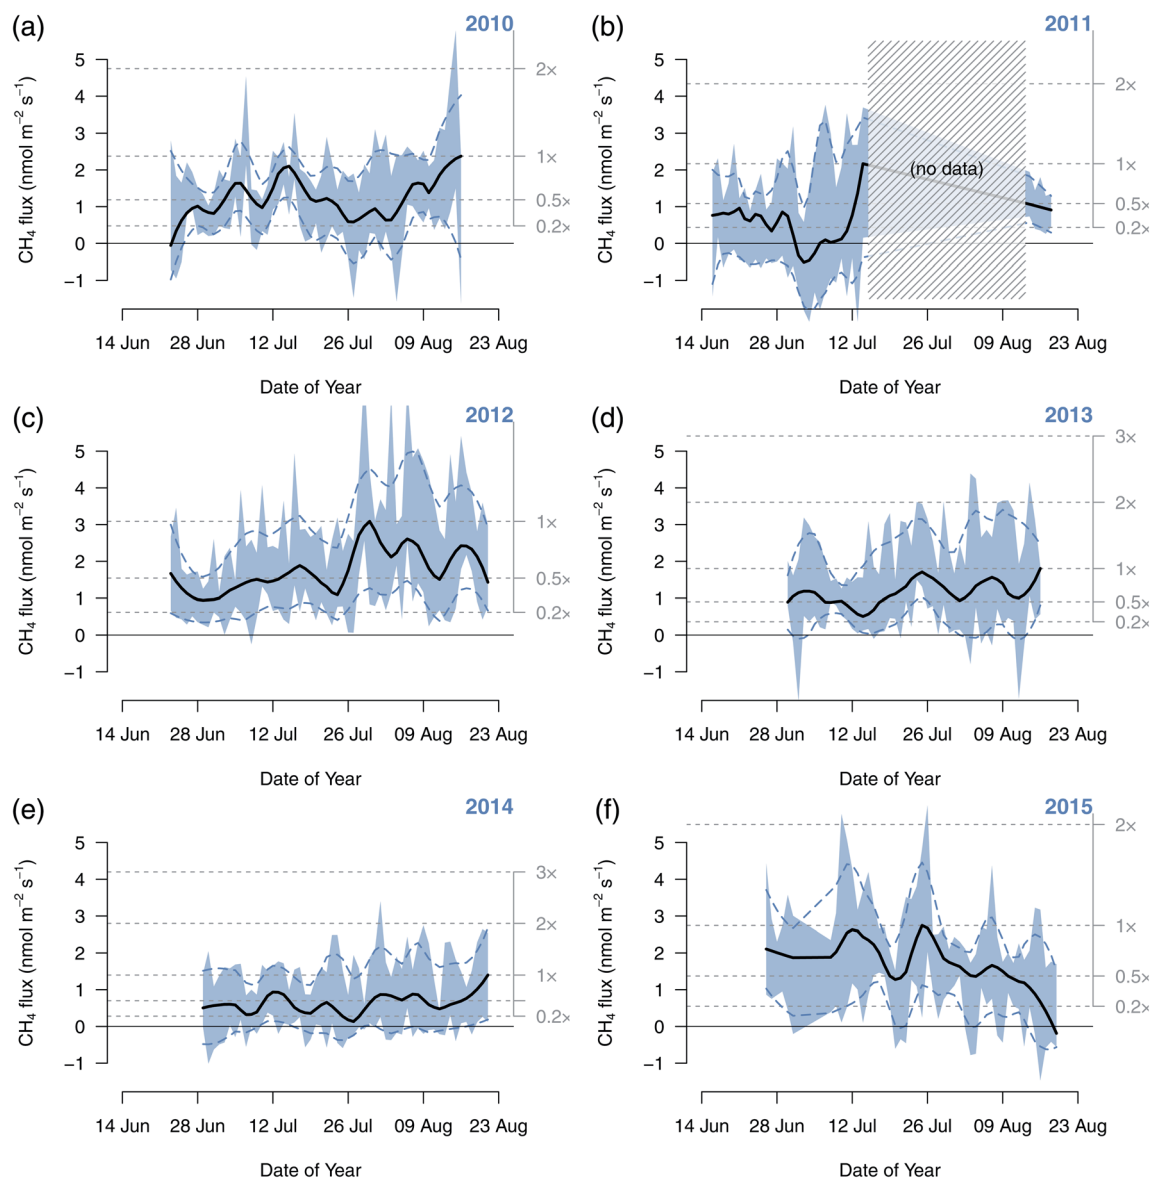 (a) 2010
CH4 flux (nmol m−2 s−1)
5
4
3
2
1
0
−1
2×
1×
0.5×
0.2×
14 Jun 28 Jun 12 Jul 26 Jul 09 Aug 23 Aug
Date of Year
(b) 2011
CH4 flux (nmol m−2 s−1)
5
4
3
2
1
0
−1
(no data)
2×
1×
0.5×
0.2×
14 Jun 28 Jun 12 Jul 26 Jul 09 Aug 23 Aug
Date of Year
(c) 2012
CH4 flux (nmol m−2 s−1)
5
4
3
2
1
0
−1
1×
0.5×
0.2×
14 Jun 28 Jun 12 Jul 26 Jul 09 Aug 23 Aug
Date of Year
(d) 2013
CH4 flux (nmol m−2 s−1)
5
4
3
2
1
0
−1
3×
2×
1×
0.5×
0.2×
14 Jun 28 Jun 12 Jul 26 Jul 09 Aug 23 Aug
Date of Year
(e) 2014
CH4 flux (nmol m−2 s−1)
5
4
3
2
1
0
−1
3×
2×
1×
0.2×
14 Jun 28 Jun 12 Jul 26 Jul 09 Aug 23 Aug
Date of Year
(f) 2015
CH4 flux (nmol m−2 s−1)
5
4
3
2
1
0
−1
2×
1×
0.5×
0.2×
14 Jun 28 Jun 12 Jul 26 Jul 09 Aug 23 Aug
Date of Year